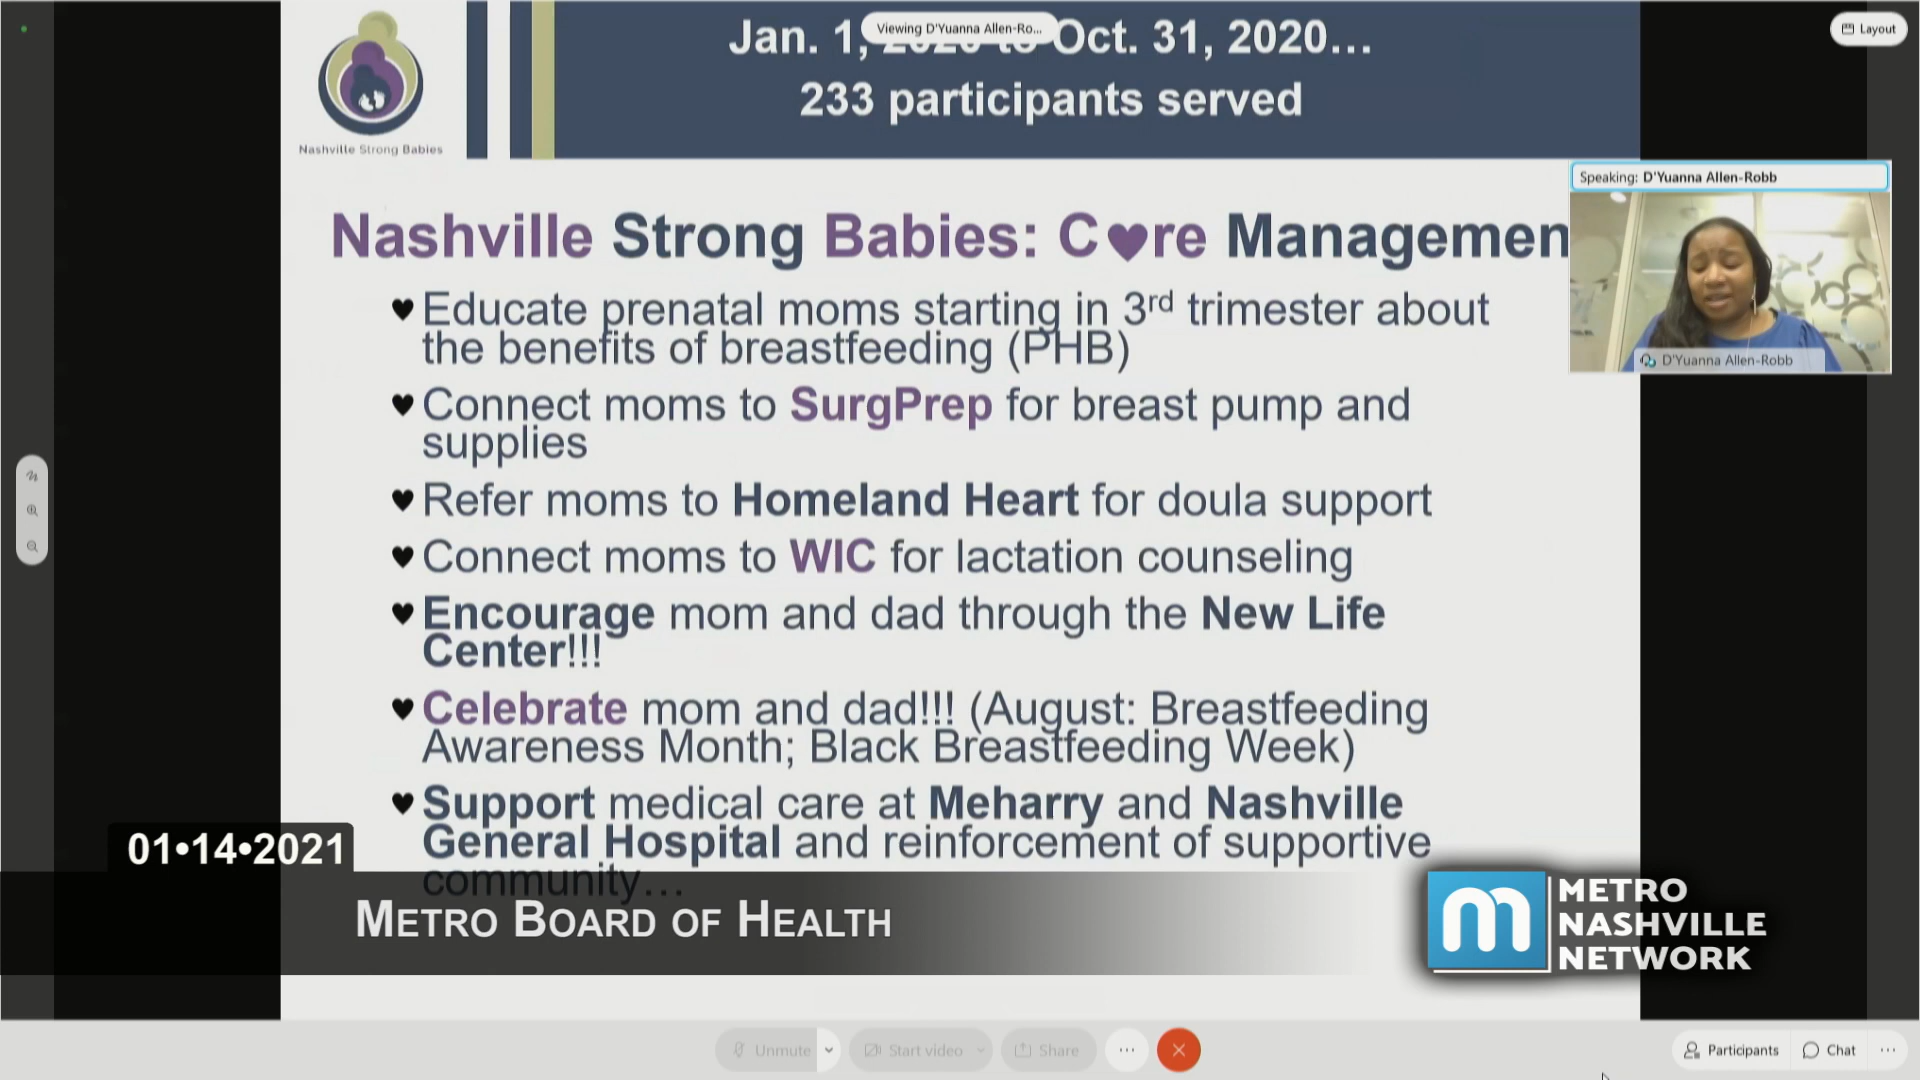 Jan. 1, 2020 to Oct. 31, 2020…
Viewing D'Yuanna Allen-Ro...
Layout
233 participants served
Nashville Strong Babies
Speaking: D'Yuanna Allen-Robb
Nashville Strong Babies: C♥re Managemen
♥ Educate prenatal moms starting in 3rd trimester about
the benefits of breastfeeding (PHB)
D'Yuanna Allen-Robb
♥ Connect moms to SurgPrep for breast pump and
supplies
♥ Refer moms to Homeland Heart for doula support
♥ Connect moms to WIC for lactation counseling
♥ Encourage mom and dad through the New Life
Center!!!
♥ Celebrate mom and dad!!! (August: Breastfeeding
Awareness Month; Black Breastfeeding Week)
♥ Support medical care at Meharry and Nashville
General Hospital and reinforcement of supportive
community…
01•14•2021
METRO BOARD OF HEALTH
m
METRO
NASHVILLE
NETWORK
Unmute
Start video
Share
Participants
Chat